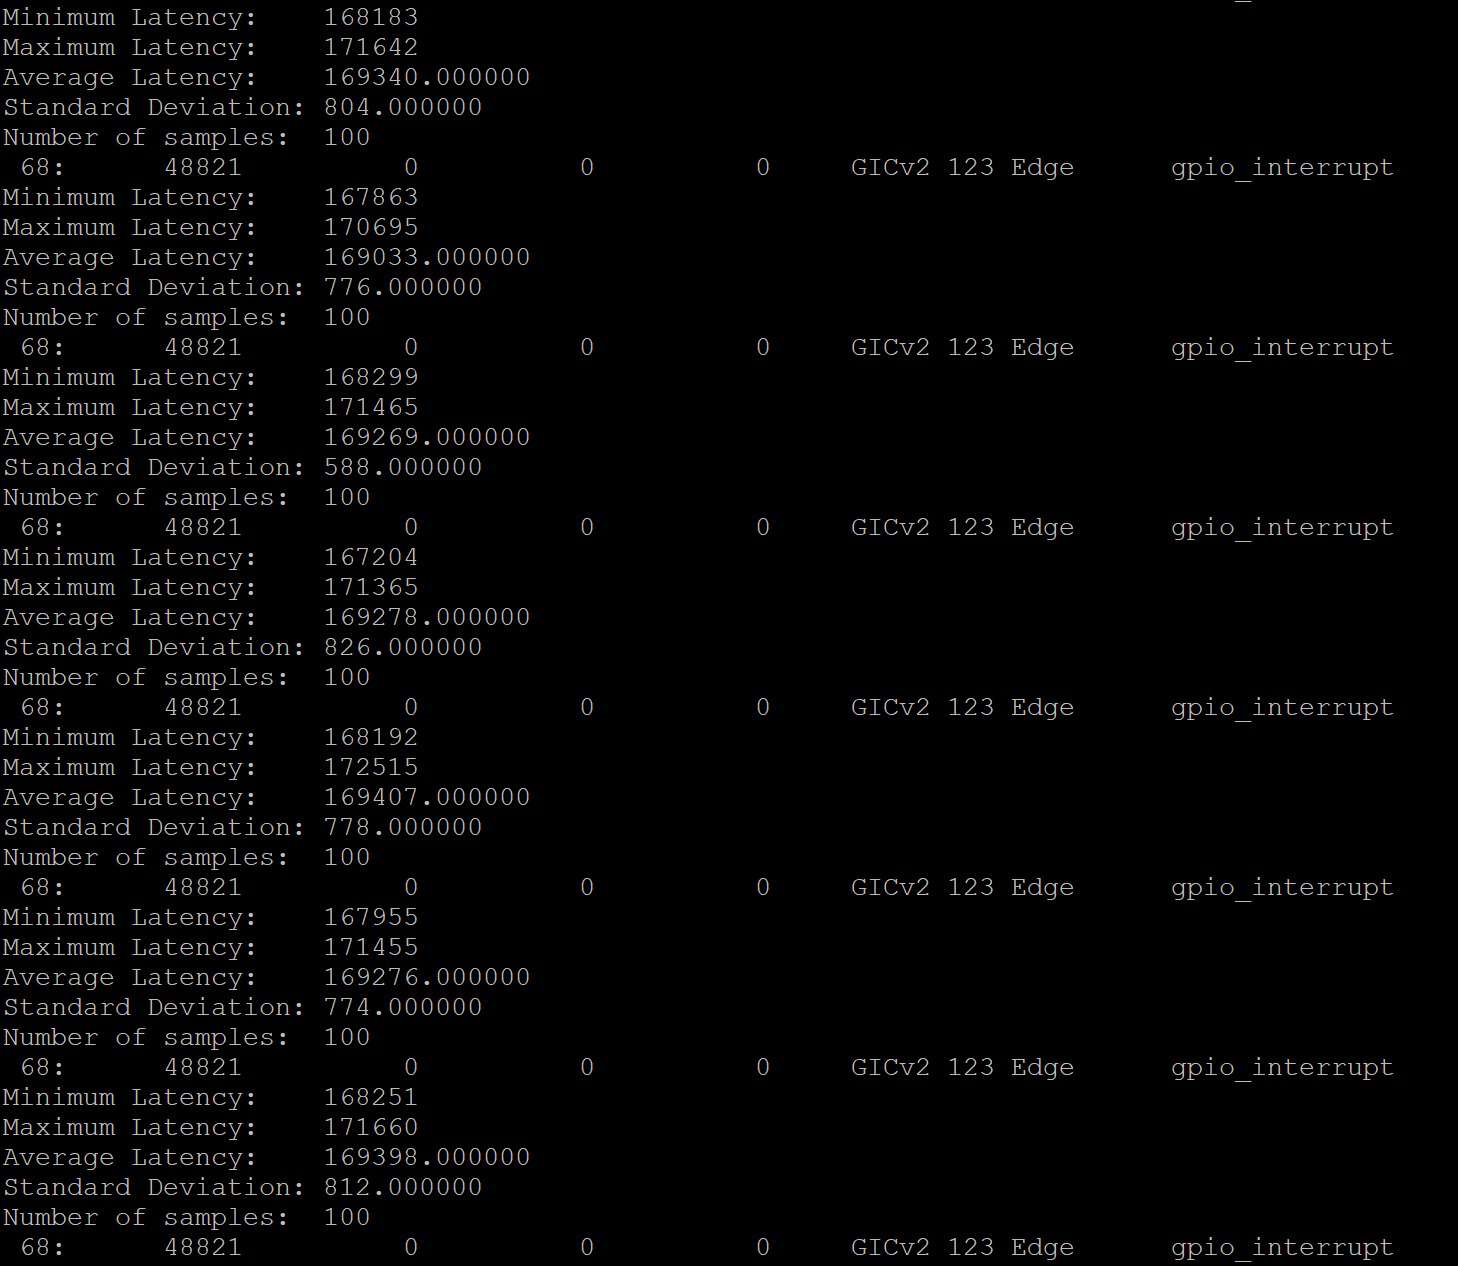 Minimum Latency:    168183
Maximum Latency:    171642
Average Latency:    169340.000000
Standard Deviation: 804.000000
Number of samples:  100
 68:      48821          0          0          0     GICv2 123 Edge      gpio_interrupt
Minimum Latency:    167863
Maximum Latency:    170695
Average Latency:    169033.000000
Standard Deviation: 776.000000
Number of samples:  100
 68:      48821          0          0          0     GICv2 123 Edge      gpio_interrupt
Minimum Latency:    168299
Maximum Latency:    171465
Average Latency:    169269.000000
Standard Deviation: 588.000000
Number of samples:  100
 68:      48821          0          0          0     GICv2 123 Edge      gpio_interrupt
Minimum Latency:    167204
Maximum Latency:    171365
Average Latency:    169278.000000
Standard Deviation: 826.000000
Number of samples:  100
 68:      48821          0          0          0     GICv2 123 Edge      gpio_interrupt
Minimum Latency:    168192
Maximum Latency:    172515
Average Latency:    169407.000000
Standard Deviation: 778.000000
Number of samples:  100
 68:      48821          0          0          0     GICv2 123 Edge      gpio_interrupt
Minimum Latency:    167955
Maximum Latency:    171455
Average Latency:    169276.000000
Standard Deviation: 774.000000
Number of samples:  100
 68:      48821          0          0          0     GICv2 123 Edge      gpio_interrupt
Minimum Latency:    168251
Maximum Latency:    171660
Average Latency:    169398.000000
Standard Deviation: 812.000000
Number of samples:  100
 68:      48821          0          0          0     GICv2 123 Edge      gpio_interrupt